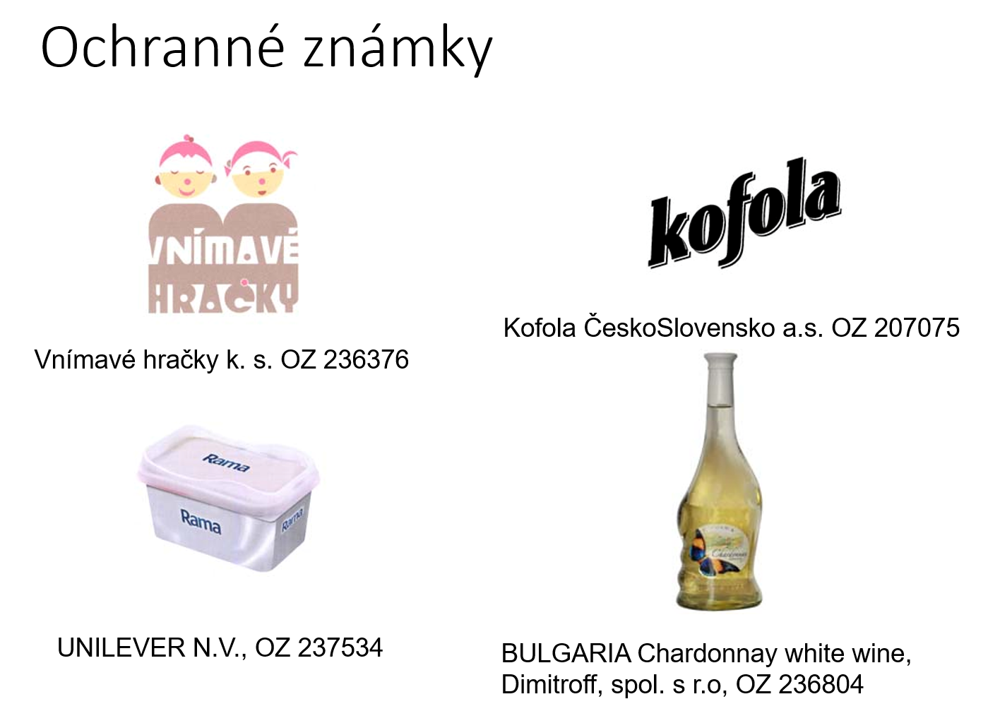 Ochranné známky
VNÍMAVÉ
HRAČKY
Vnímavé hračky k. s. OZ 236376
kofola
Kofola ČeskoSlovensko a.s. OZ 207075
Rama
Rama
Rama
UNILEVER N.V., OZ 237534
Chardonnay
BULGARIA Chardonnay white wine,
Dimitroff, spol. s r.o, OZ 236804